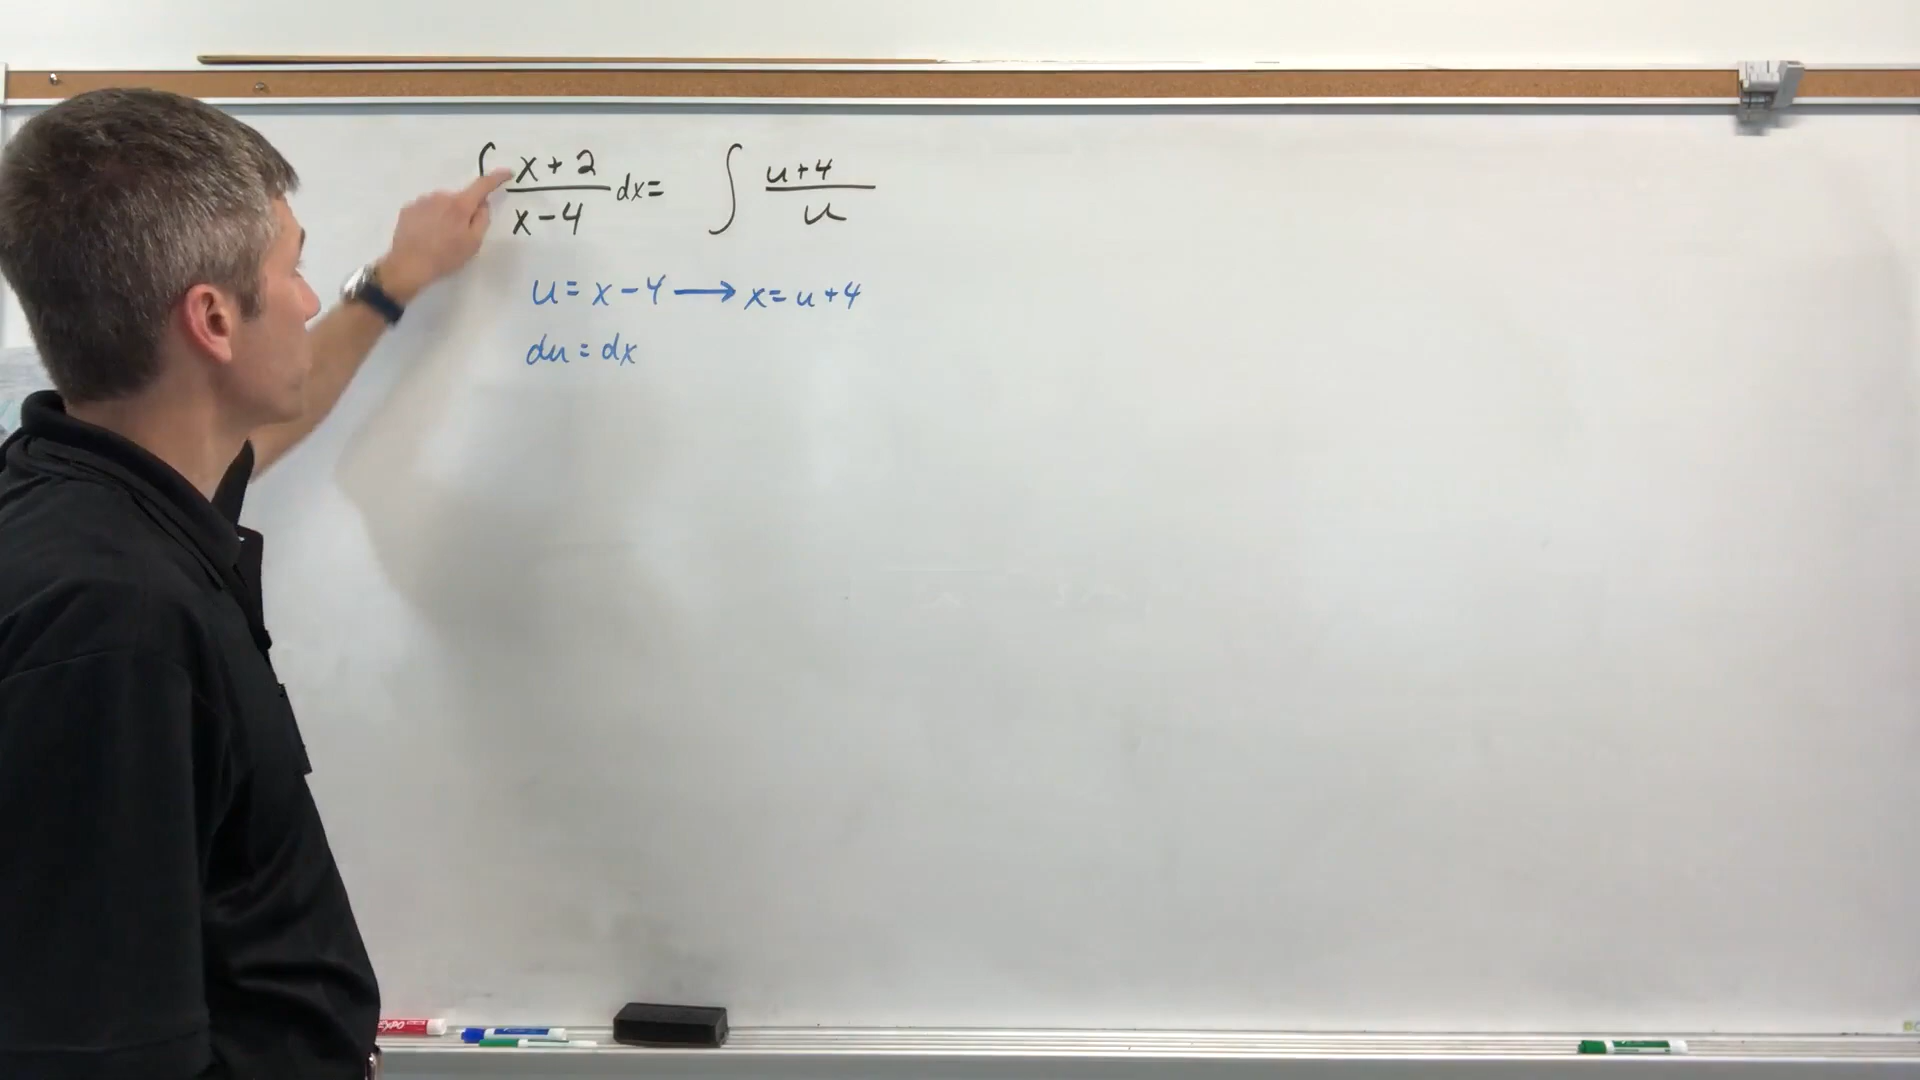 ∫ x+2 / x-4 dx = ∫ u+4 / u
u = x-4 → x = u+4
du = dx
EXPO